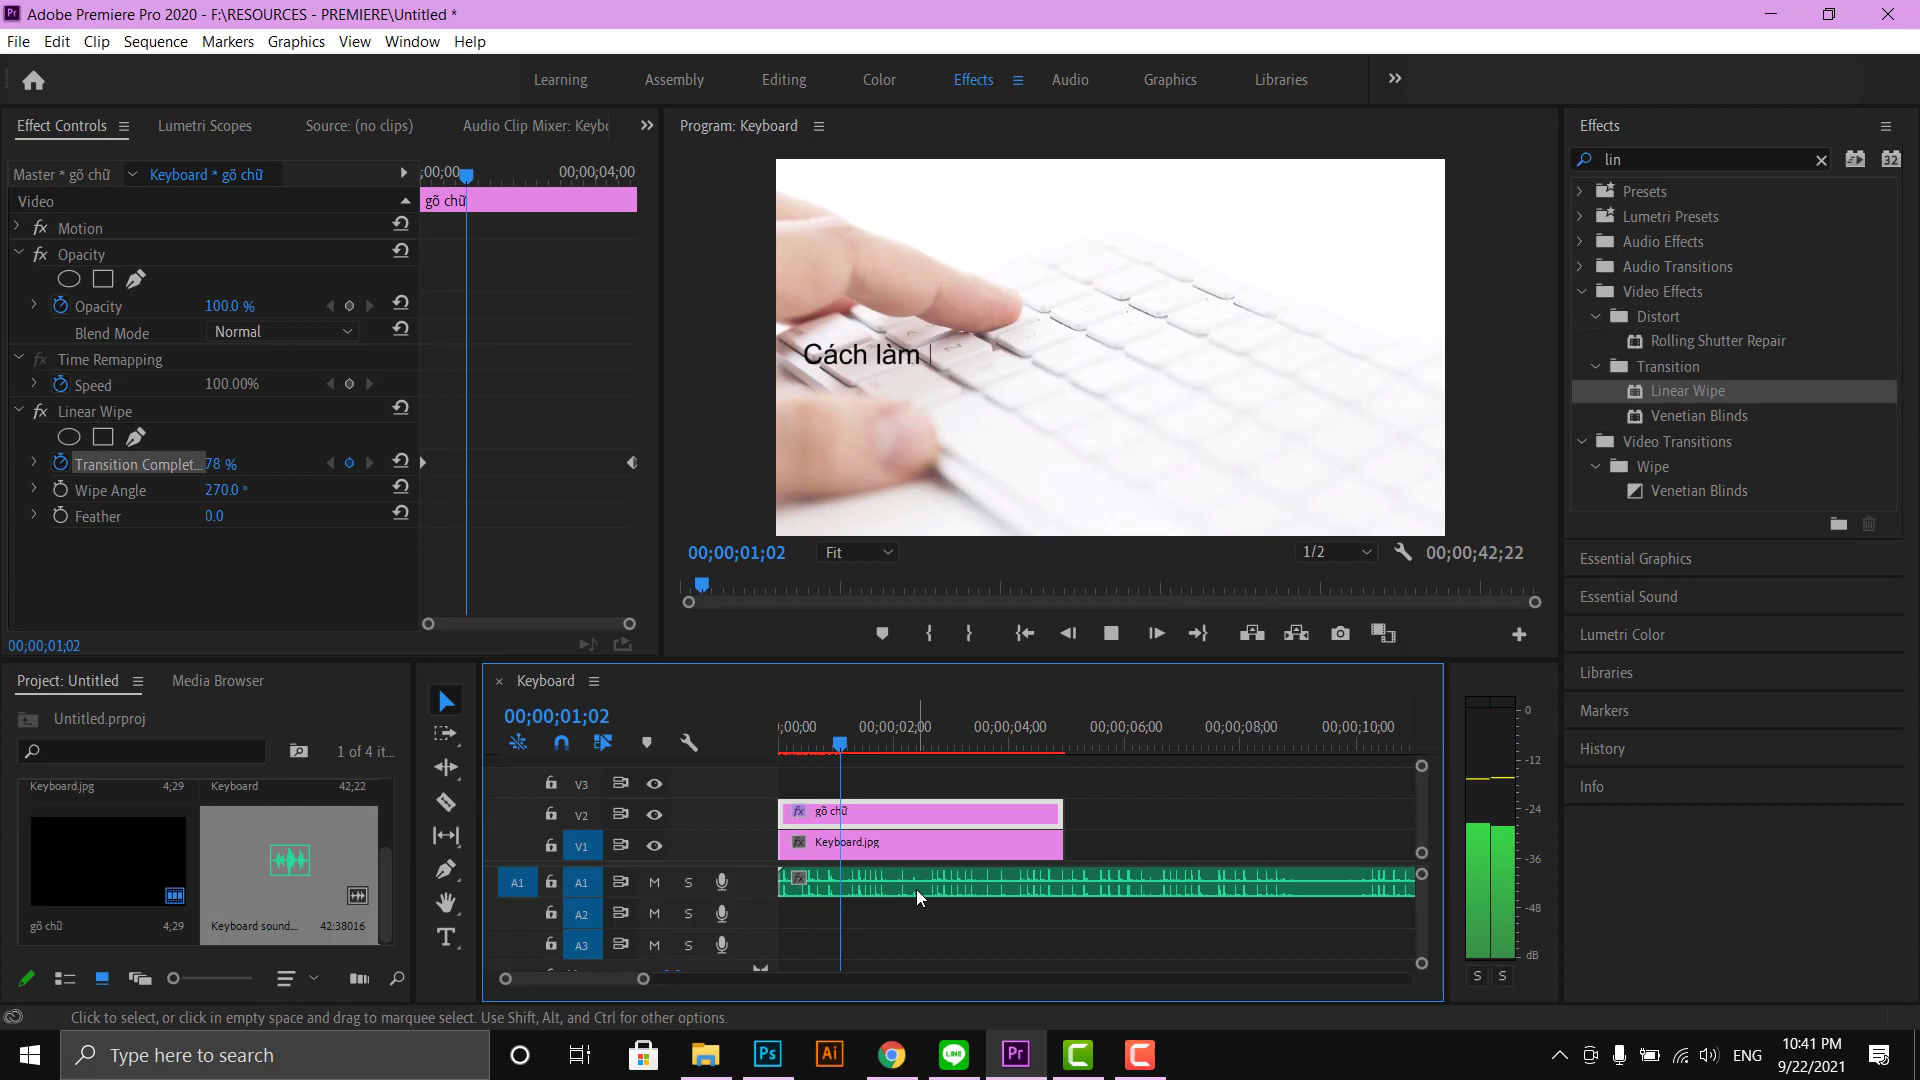 Adobe Premiere Pro 2020 - F:\RESOURCES - PREMIERE\Untitled *
File Edit Clip Sequence Markers Graphics View Window Help
Learning Assembly Editing Color Effects Audio Graphics Libraries
Effect Controls Lumetri Scopes Source: (no clips) Audio Clip Mixer: Keybo
Program: Keyboard
Effects
lin
Master * gõ chữ Keyboard * gõ chữ
;00;00 00;00;04;00
Video
gõ chữ
fx Motion
fx Opacity
Opacity 100.0 %
Blend Mode Normal
fx Time Remapping
Speed 100.00%
fx Linear Wipe
Transition Complet... 78 %
Wipe Angle 270.0 °
Feather 0.0
00;00;01;02
Cách làm
N
00;00;01;02 Fit 1/2 00;00;42;22
32
Presets
Lumetri Presets
Audio Effects
Audio Transitions
Video Effects
Distort
Rolling Shutter Repair
Transition
Linear Wipe
Venetian Blinds
Video Transitions
Wipe
Venetian Blinds
Essential Graphics
Essential Sound
Lumetri Color
Libraries
Markers
History
Info
Project: Untitled Media Browser
Untitled.prproj
1 of 4 it...
Keyboard.jpg 4;29 Keyboard 42;22
gõ chữ 4;29 Keyboard sound.... 42:38016
× Keyboard
00;00;01;02
;00;00 00;00;02;00 00;00;04;00 00;00;06;00 00;00;08;00 00;00;10;00
V3
V2 fx gõ chữ
V1 fx Keyboard.jpg
A1 A1 M S fx
A2 M S
A3 M S
0
-12
-24
-36
-48
dB
S S
Click to select, or click in empty space and drag to marquee select. Use Shift, Alt, and Ctrl for other options.
Type here to search
Ps Ai LINE Pr C C
ENG
10:41 PM
9/22/2021